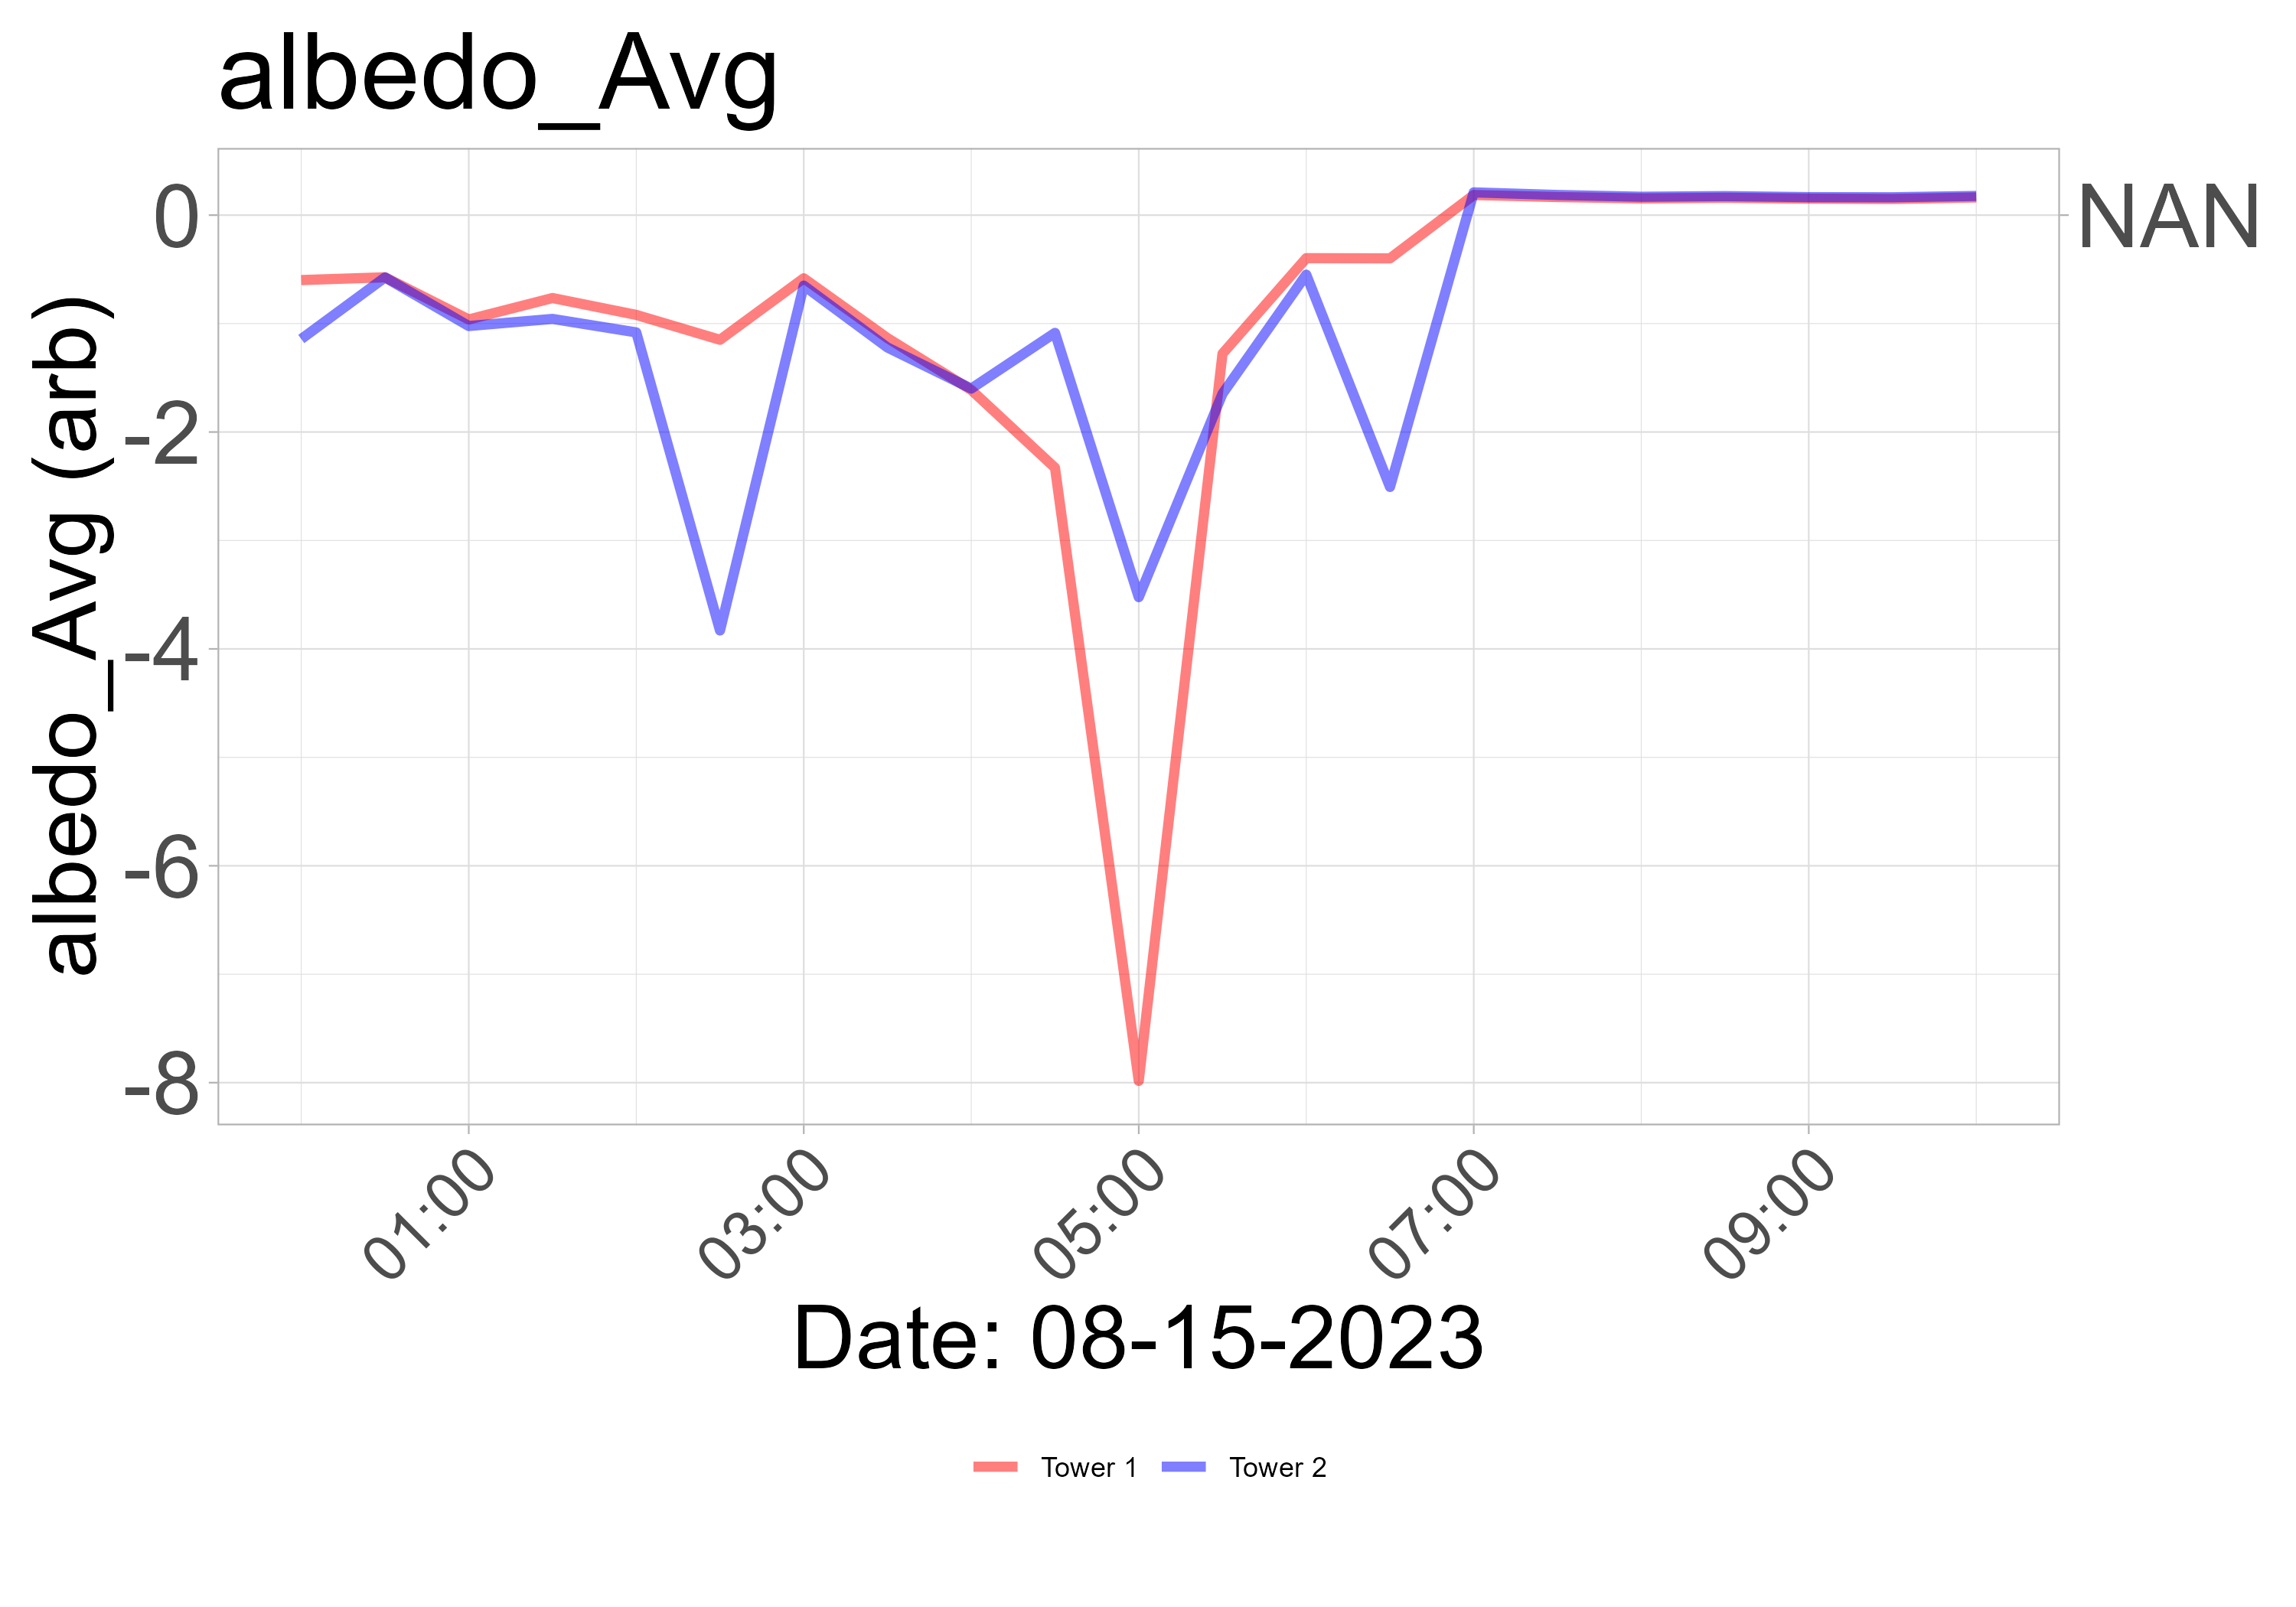 albedo_Avg
albedo_Avg (arb)
0
-2
-4
-6
-8
NAN
01:00
03:00
05:00
07:00
09:00
Date: 08-15-2023
Tower 1
Tower 2